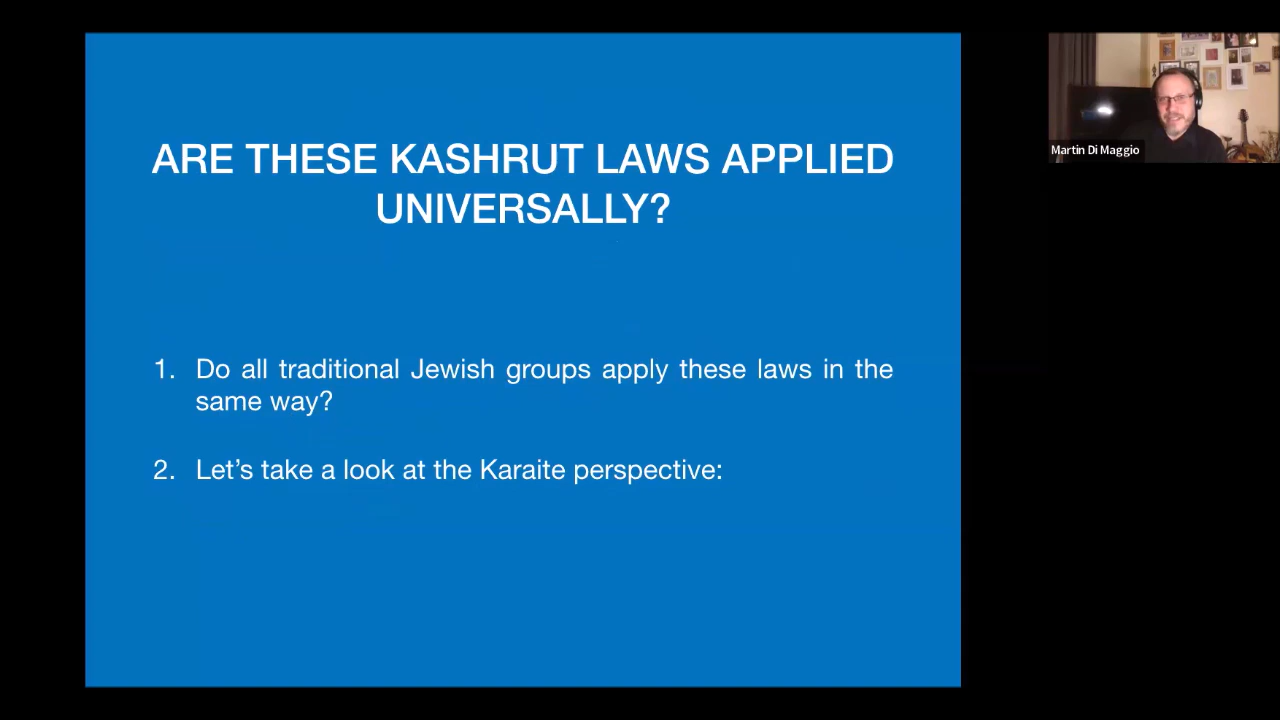 ARE THESE KASHRUT LAWS APPLIED
UNIVERSALLY?
1. Do all traditional Jewish groups apply these laws in the
same way?
2. Let’s take a look at the Karaite perspective:
Martin Di Maggio